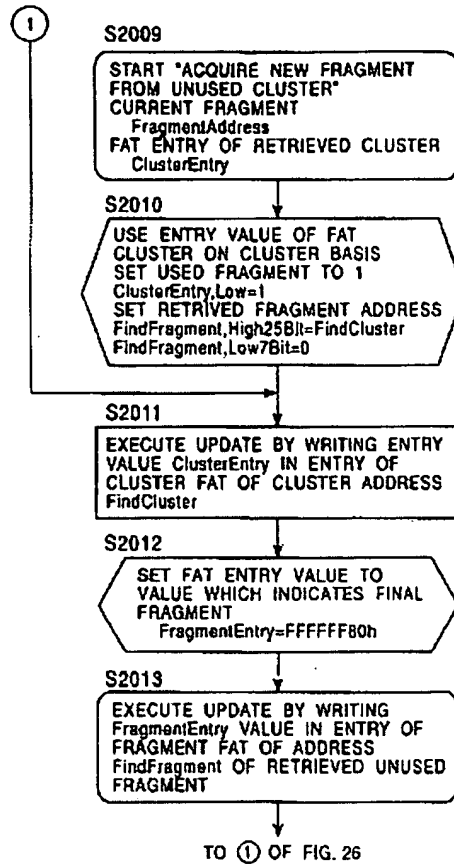 1
S2009
START "ACQUIRE NEW FRAGMENT
FROM UNUSED CLUSTER"
CURRENT FRAGMENT
FragmentAddress
FAT ENTRY OF RETRIEVED CLUSTER
ClusterEntry
S2010
USE ENTRY VALUE OF FAT
CLUSTER ON CLUSTER BASIS
SET USED FRAGMENT TO 1
ClusterEntry,Low=1
SET RETRIVED FRAGMENT ADDRESS
FindFragment,High25Bit=FindCluster
FindFragment,Low7Bit=0
S2011
EXECUTE UPDATE BY WRITING ENTRY
VALUE ClusterEntry IN ENTRY OF
CLUSTER FAT OF CLUSTER ADDRESS
FindCluster
S2012
SET FAT ENTRY VALUE TO
VALUE WHICH INDICATES FINAL
FRAGMENT
FragmentEntry=FFFFFF80h
S2013
EXECUTE UPDATE BY WRITING
FragmentEntry VALUE IN ENTRY OF
FRAGMENT FAT OF ADDRESS
FindFragment OF RETRIEVED UNUSED
FRAGMENT
TO 1 OF FIG. 26